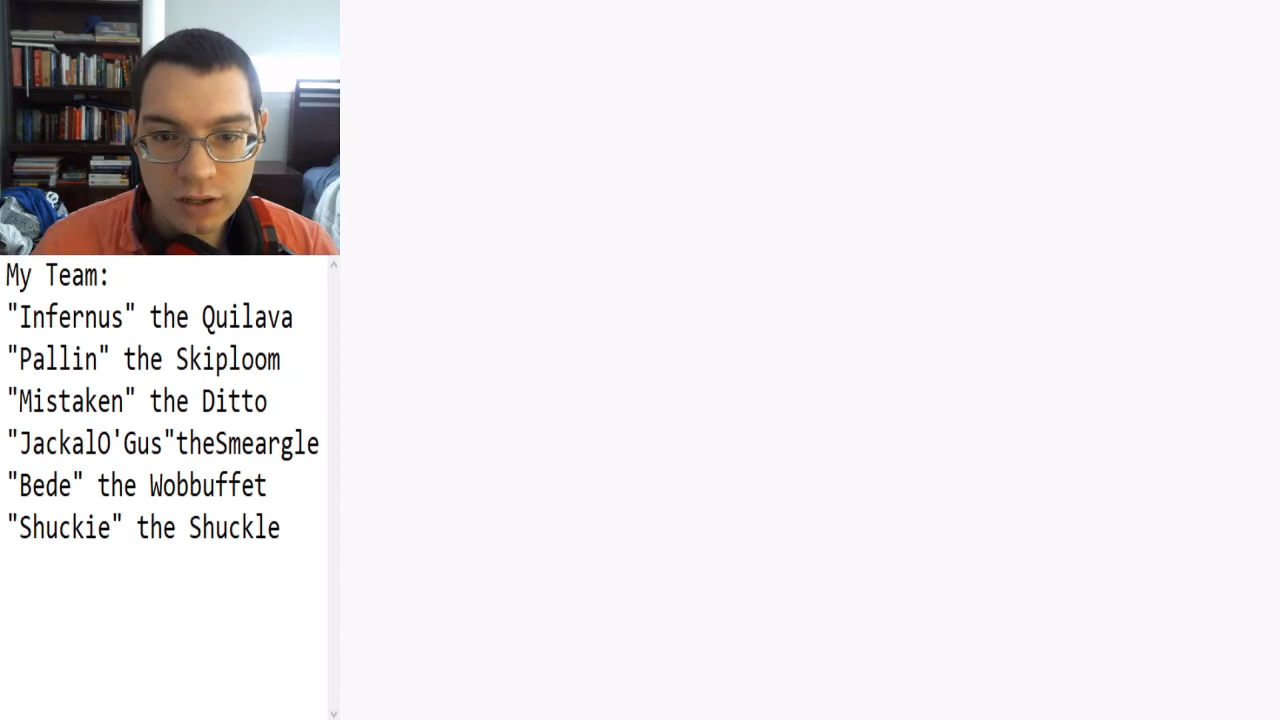 My Team:
"Infernus" the Quilava
"Pallin" the Skiploom
"Mistaken" the Ditto
"JackalO'Gus"theSmeargle
"Bede" the Wobbuffet
"Shuckie" the Shuckle